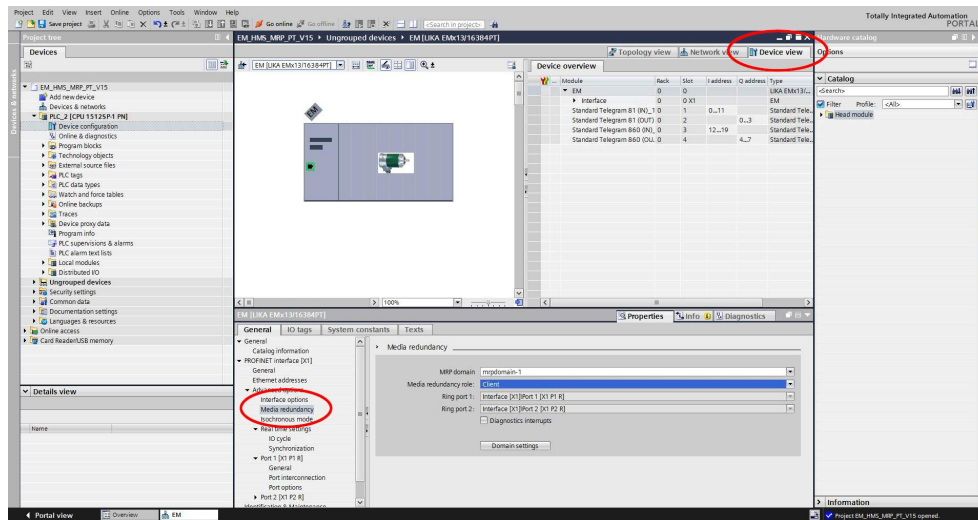 Project Edit View Insert Online Options Tools Window Help
Totally Integrated Automation
PORTAL
Save project
Go online
Go offline
<Search in project>
Project tree
EM_HMS_MRP_PT_V15 Ungrouped devices EM [LIKA EMx13/16384PT]
Hardware catalog
Devices
Topology view
Network view
Device view
Options
EM [LIKA EMx13/16384PT]
Device overview
Module Rack Slot I address Q address Type
EM 0 0 LIKA EMx13/...
Interface 0 0 X1 EM
Standard Telegram 81 (IN)_1 0 1 0...11 Standard Tele..
Standard Telegram 81 (OUT) 0 2 0...3 Standard Tele..
Standard Telegram 860 (IN)_ 0 3 12...19 Standard Tele..
Standard Telegram 860 (OU.. 0 4 4...7 Standard Tele..
Catalog
<Search>
Filter Profile: <All>
Head module
Devices & networks
EM_HMS_MRP_PT_V15
Add new device
Devices & networks
PLC_2 [CPU 1512SP-1 PN]
Device configuration
Online & diagnostics
Program blocks
Technology objects
External source files
PLC tags
PLC data types
Watch and force tables
Online backups
Traces
Device proxy data
Program info
PLC supervisions & alarms
PLC alarm text lists
Local modules
Distributed I/O
Ungrouped devices
Security settings
Common data
Documentation settings
Languages & resources
Online access
Card Reader/USB memory
EM
100%
EM [LIKA EMx13/16384PT]
Properties
Info
Diagnostics
General IO tags System constants Texts
General
Catalog information
PROFINET interface [X1]
General
Ethernet addresses
Advanced options
Interface options
Media redundancy
Isochronous mode
Real time settings
IO cycle
Synchronization
Port 1 [X1 P1 R]
General
Port interconnection
Port options
Port 2 [X1 P2 R]
Identification & Maintenance
Media redundancy
MRP domain mrpdomain-1
Media redundancy role: Client
Ring port 1: Interface [X1]\Port 1 [X1 P1 R]
Ring port 2: Interface [X1]\Port 2 [X1 P2 R]
Diagnostics interrupts
Domain settings
Details view
Name
Information
Portal view
Overview
EM
Project EM_HMS_MRP_PT_V15 opened.